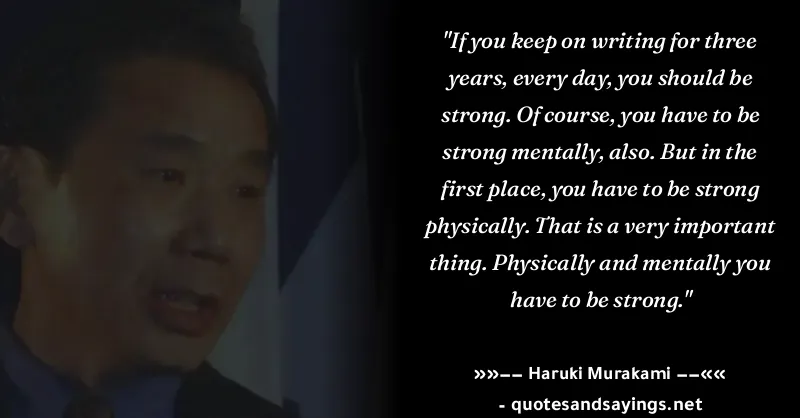 "If you keep on writing for three
years, every day, you should be
strong. Of course, you have to be
strong mentally, also. But in the
first place, you have to be strong
physically. That is a very important
thing. Physically and mentally you
have to be strong."
»»−− Haruki Murakami −−««
- quotesandsayings.net